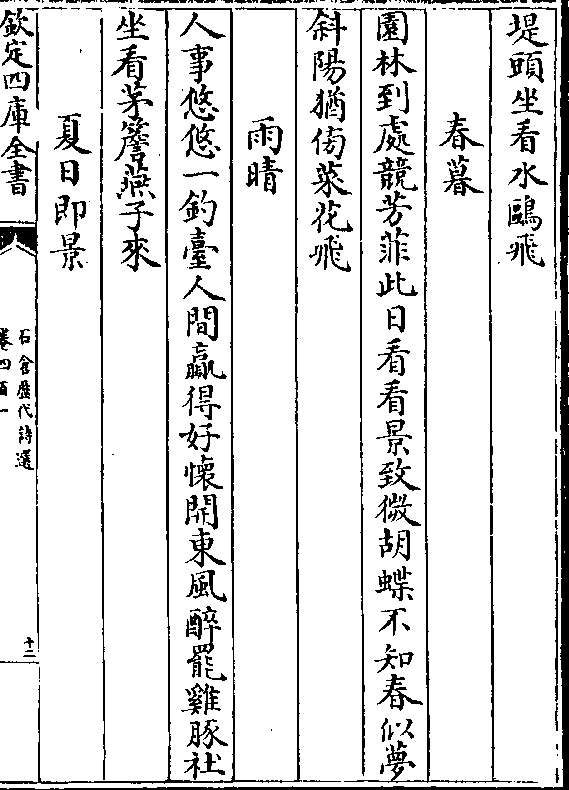 堤頭坐看水鷗飛
春暮
園林到處競芳菲此日看看景致微胡蝶不知春似夢
斜陽猶傍菜花飛
雨晴
人事悠悠一釣臺人間贏得好懷開東風醉罷雞豚社
坐看茅簷燕子來
夏日即景
欽定四庫全書
石倉歷代詩選
卷四百一
十二